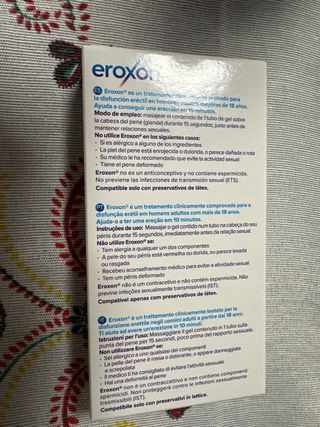 eroxon
ES Eroxon® es un tratamiento clínicamente probado para
la disfunción eréctil en hombres adultos mayores de 18 años.
Ayuda a conseguir una erección en 10 minutos.
Modo de empleo: masajear el contenido de 1 tubo de gel sobre
la cabeza del pene (glande) durante 15 segundos, justo antes de
mantener relaciones sexuales.
No utilice Eroxon® en los siguientes casos:
- Si es alérgico a alguno de los ingredientes
- La piel del pene está enrojecida o dolorida, o parece dañada o rota
- Su médico le ha recomendado que evite la actividad sexual
- Tiene el pene deformado
Eroxon® no es un anticonceptivo y no contiene espermicida.
No previene las infecciones de transmisión sexual (ETS).
Compatible solo con preservativos de látex.
PT Eroxon® é um tratamento clinicamente comprovado para a
disfunção erétil em homens adultos com mais de 18 anos.
Ajuda-o a ter uma ereção em 10 minutos.
Instruções de uso: Massajar o gel contido num tubo na cabeça do seu
pénis durante 15 segundos, imediatamente antes da relação sexual.
Não utilize Eroxon® se:
- Tem alergia a qualquer um dos componentes
- A pele do seu pénis está vermelha ou dorida, ou parece lesada
ou rasgada
- Recebeu aconselhamento médico para evitar a atividade sexual
- Tem um pénis deformado
Eroxon® não é um contracetivo e não contém espermicida. Não
previne infeções sexualmente transmissíveis (IST).
Compatível apenas com preservativos de látex.
IT Eroxon® è un trattamento clinicamente testato per la
disfunzione erettile negli uomini adulti a partire dai 18 anni.
Ti aiuta ad avere un'erezione in 10 minuti.
Istruzioni per l'uso: Massaggiare il gel contenuto in 1 tubo sulla
punta del pene per 15 secondi, poco prima del rapporto sessuale.
Non utilizzare Eroxon® se:
- Sei allergico a uno qualsiasi dei componenti
- La pelle del pene è rossa o dolorante, o appare danneggiata
o screpolata
- Il medico ti ha consigliato di evitare l'attività sessuale
- Hai una deformità al pene
Eroxon® non è un contraccettivo e non contiene
spermicidi. Non proteggerà contro le infezioni sessualmente
trasmissibili (IST).
Compatibile solo con preservativi in lattice.